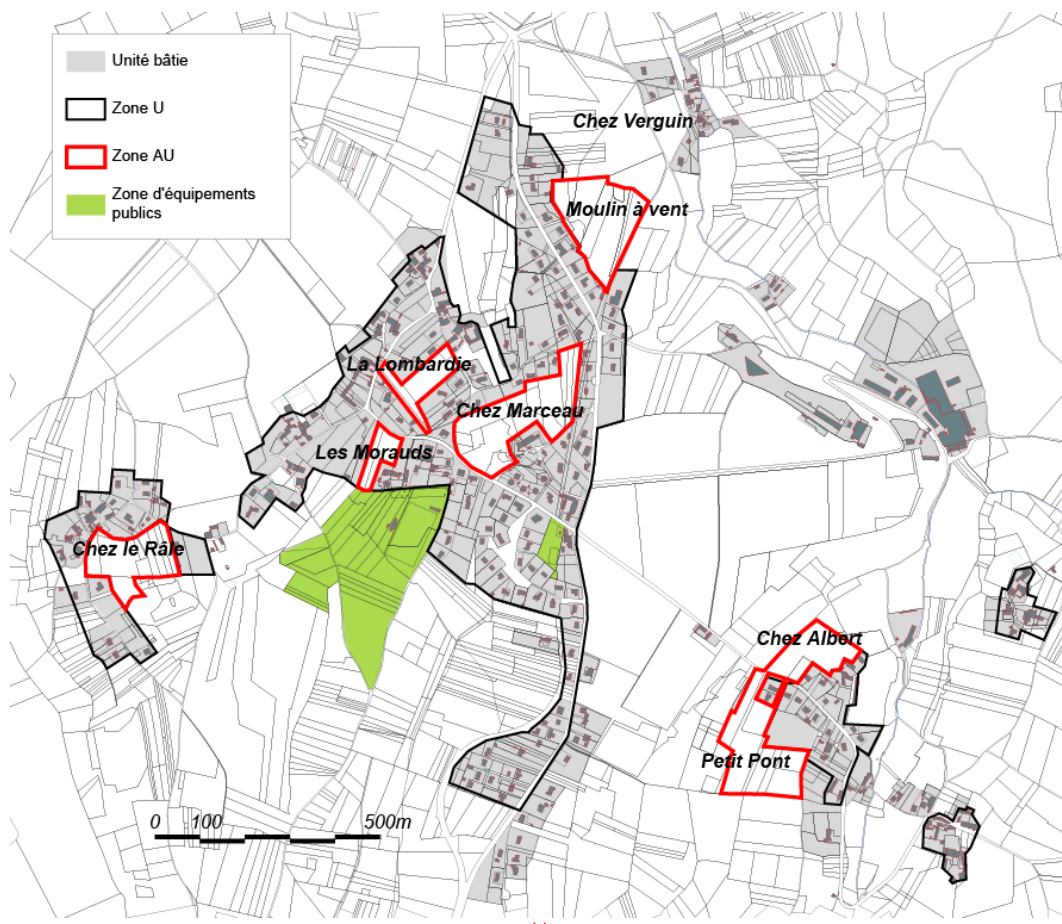 Unité bâtie
Zone U
Zone AU
Zone d'équipements
publics
Chez Verguin
Moulin à vent
La Lombardie
Chez Marceau
Les Morauds
Chez le Râle
Chez Albert
Petit Pont
0 100 500m